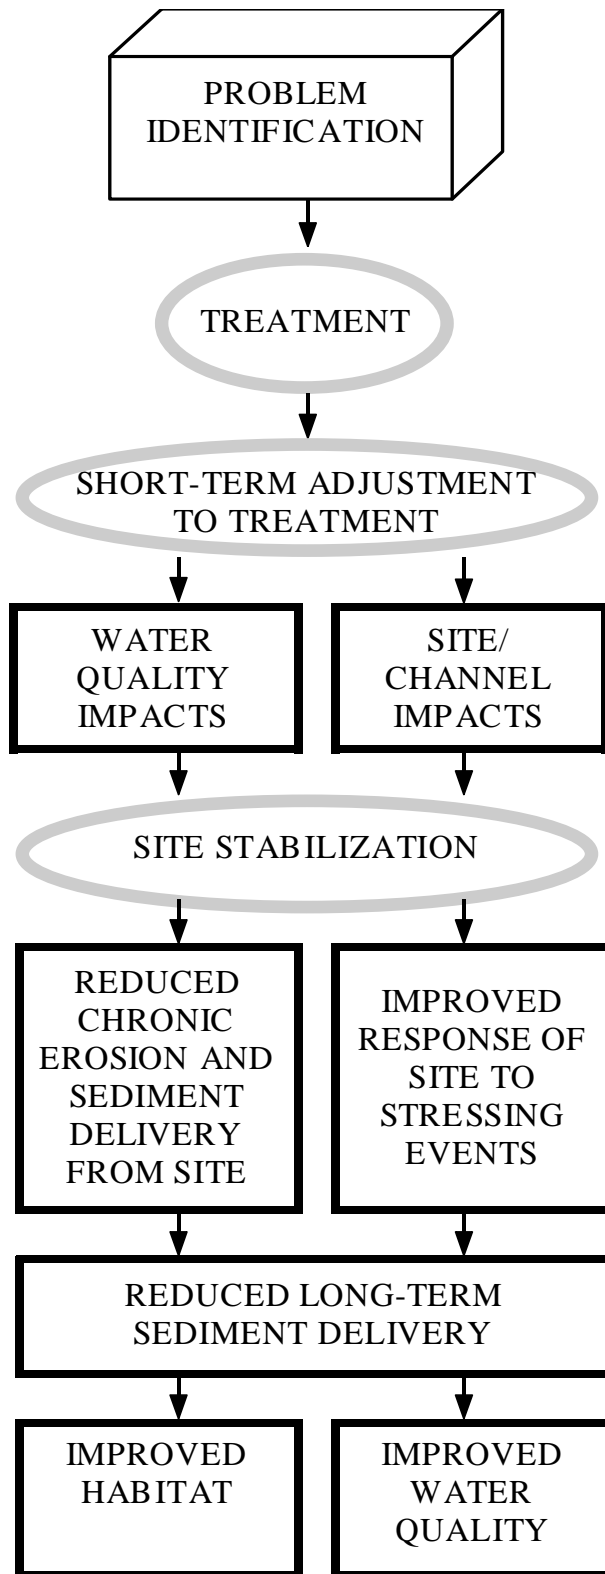 PROBLEM
IDENTIFICATION
TREATMENT
SHORT-TERM ADJUSTMENT
TO TREATMENT
WATER
QUALITY
IMPACTS
SITE/
CHANNEL
IMPACTS
SITE STABILIZATION
REDUCED
CHRONIC
EROSION AND
SEDIMENT
DELIVERY
FROM SITE
IMPROVED
RESPONSE OF
SITE TO
STRESSING
EVENTS
REDUCED LONG-TERM
SEDIMENT DELIVERY
IMPROVED
HABITAT
IMPROVED
WATER
QUALITY